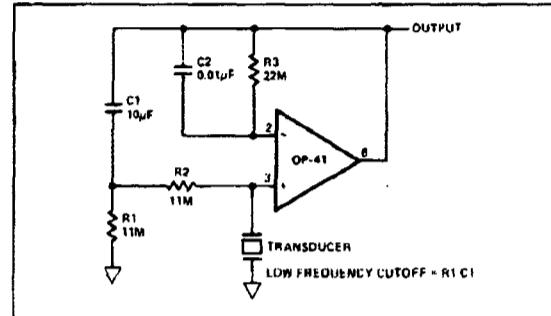 OUTPUT
C2
0.01µF
R3
22M
C1
10µF
2
−
OP-41
6
R2
11M
3
+
R1
11M
TRANSDUCER
LOW FREQUENCY CUTOFF = R1 C1